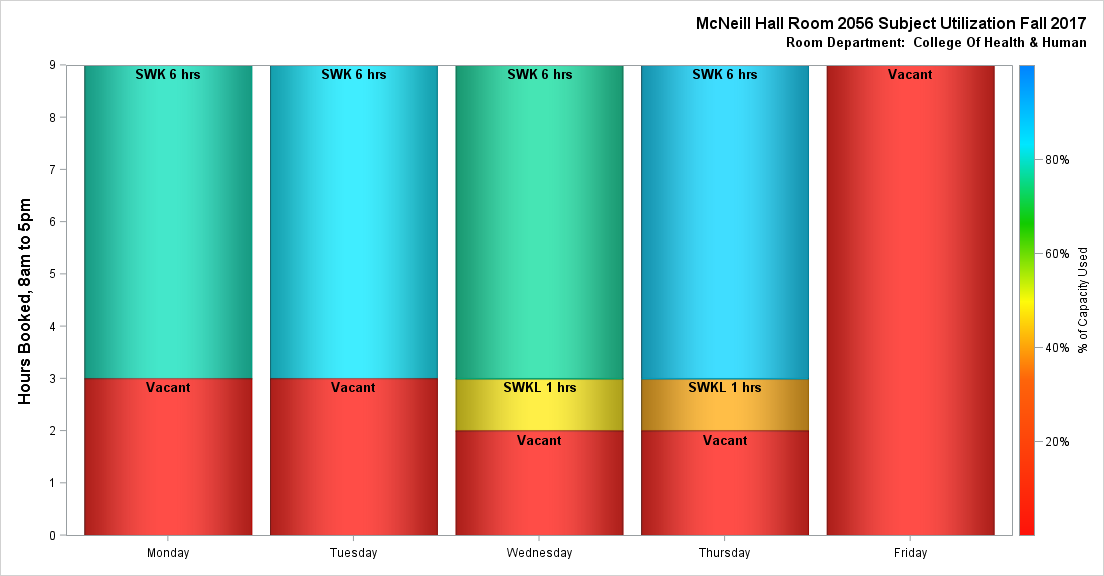 McNeill Hall Room 2056 Subject Utilization Fall 2017
Room Department:  College Of Health & Human
Hours Booked, 8am to 5pm
9
8
7
6
5
4
3
2
1
0
SWK 6 hrs
SWK 6 hrs
SWK 6 hrs
SWK 6 hrs
Vacant
Vacant
Vacant
SWKL 1 hrs
SWKL 1 hrs
Vacant
Vacant
Monday
Tuesday
Wednesday
Thursday
Friday
80%
60%
40%
20%
% of Capacity Used